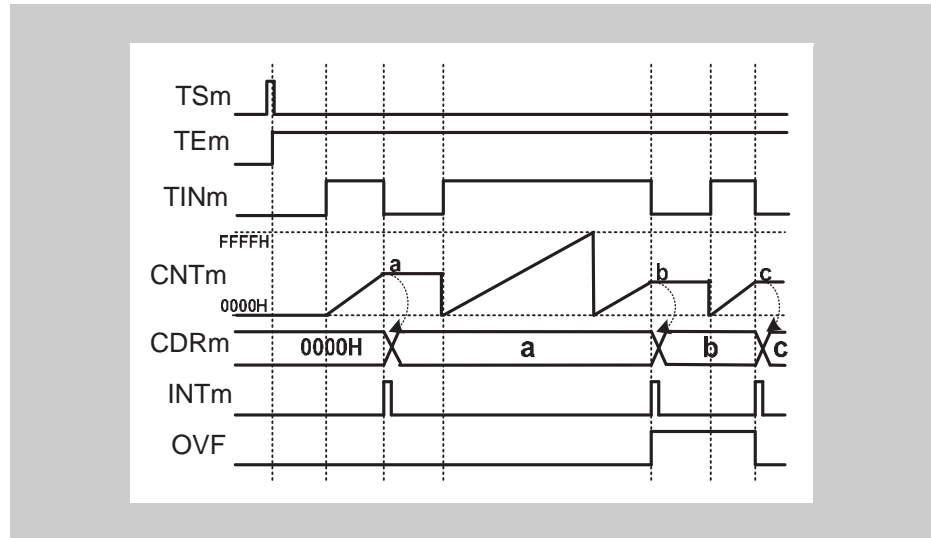 TSm
TEm
TINm
FFFFH
CNTm
a
b
c
0000H
CDRm
0000H
a
b
c
INTm
OVF